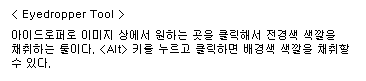 < Eyedropper Tool >
아이드로퍼로 이미지 상에서 원하는 곳을 클릭해서 전경색 색깔을
채취하는 툴이다. <Alt> 키를 누르고 클릭하면 배경색 색깔을 채취할
수 있다.